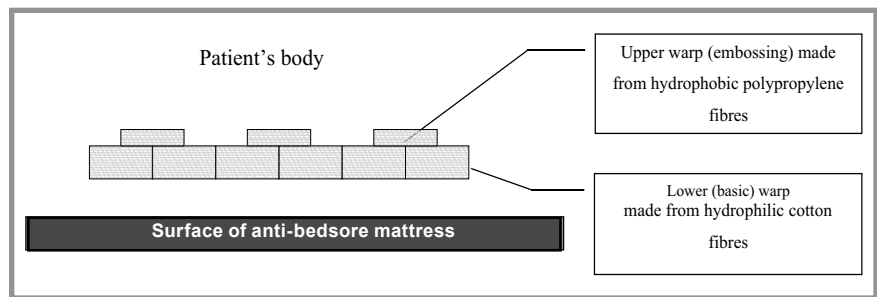 Patient's body
Upper warp (embossing) made
from hydrophobic polypropylene
fibres
Lower (basic) warp
made from hydrophilic cotton
fibres
Surface of anti-bedsore mattress